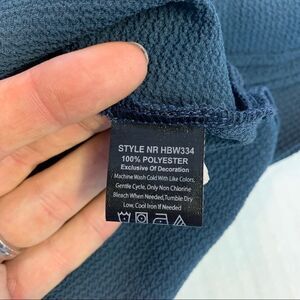 STYLE NR HBW334
100% POLYESTER
Exclusive Of Decoration
Machine Wash Cold With Like Colors,
Gentle Cycle, Only Non Chlorine
Bleach When Needed, Tumble Dry
Low, Cool Iron If Needed